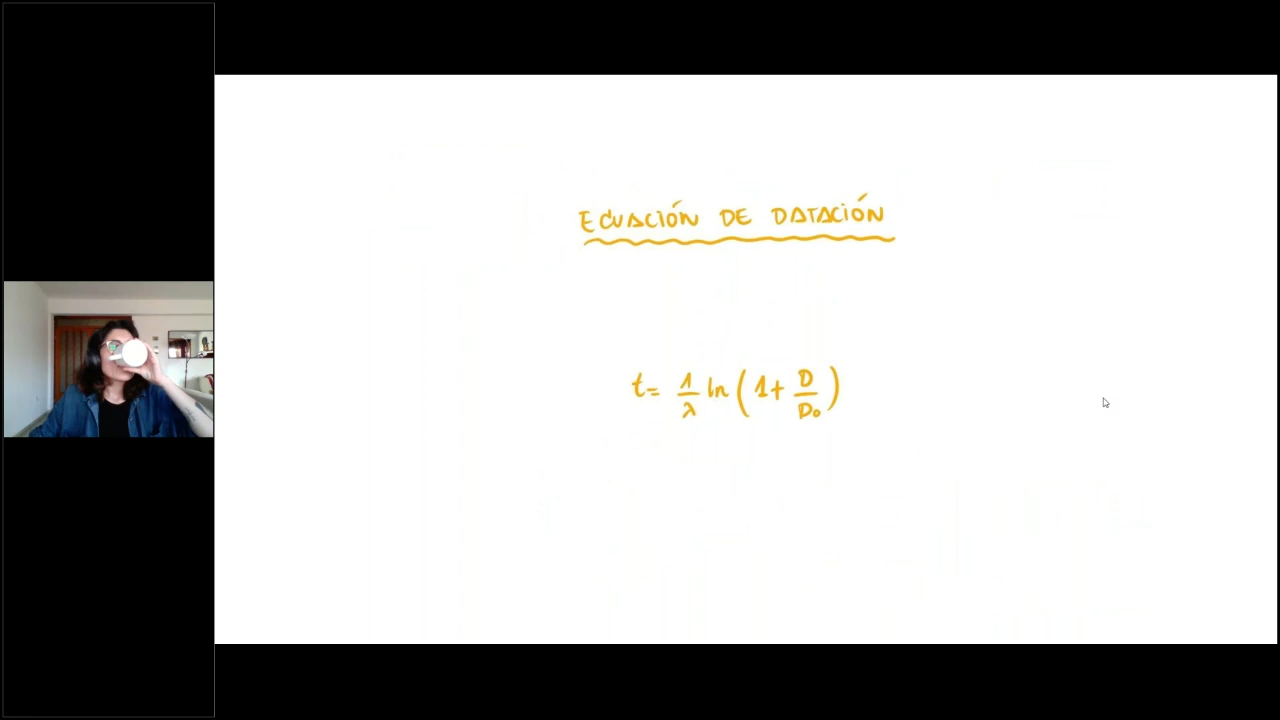 ECUACIÓN DE DATACIÓN
t= 1/λ ln(1+ D/D₀)